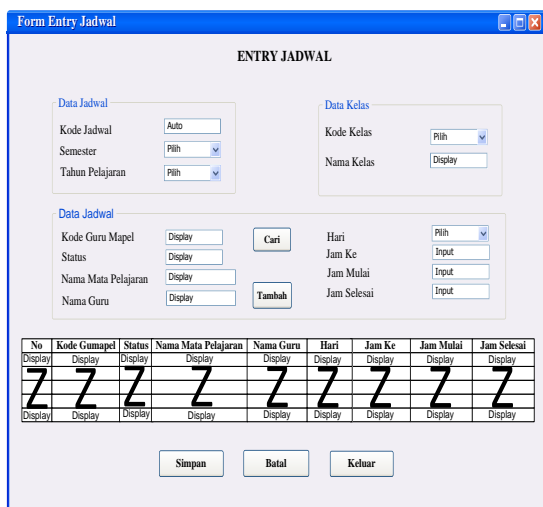 Form Entry Jadwal
ENTRY JADWAL
Data Jadwal
Kode Jadwal Auto
Semester Pilih
Tahun Pelajaran Pilih
Data Kelas
Kode Kelas Pilih
Nama Kelas Display
Data Jadwal
Kode Guru Mapel Display Cari Hari Pilih
Status Display Jam Ke Input
Nama Mata Pelajaran Display Jam Mulai Input
Nama Guru Display Tambah Jam Selesai Input
No Kode Gumapel Status Nama Mata Pelajaran Nama Guru Hari Jam Ke Jam Mulai Jam Selesai
Display Display Display Display Display Display Display Display Display
Z Z Z Z Z Z Z Z Z
Display Display Display Display Display Display Display Display Display
Simpan Batal Keluar